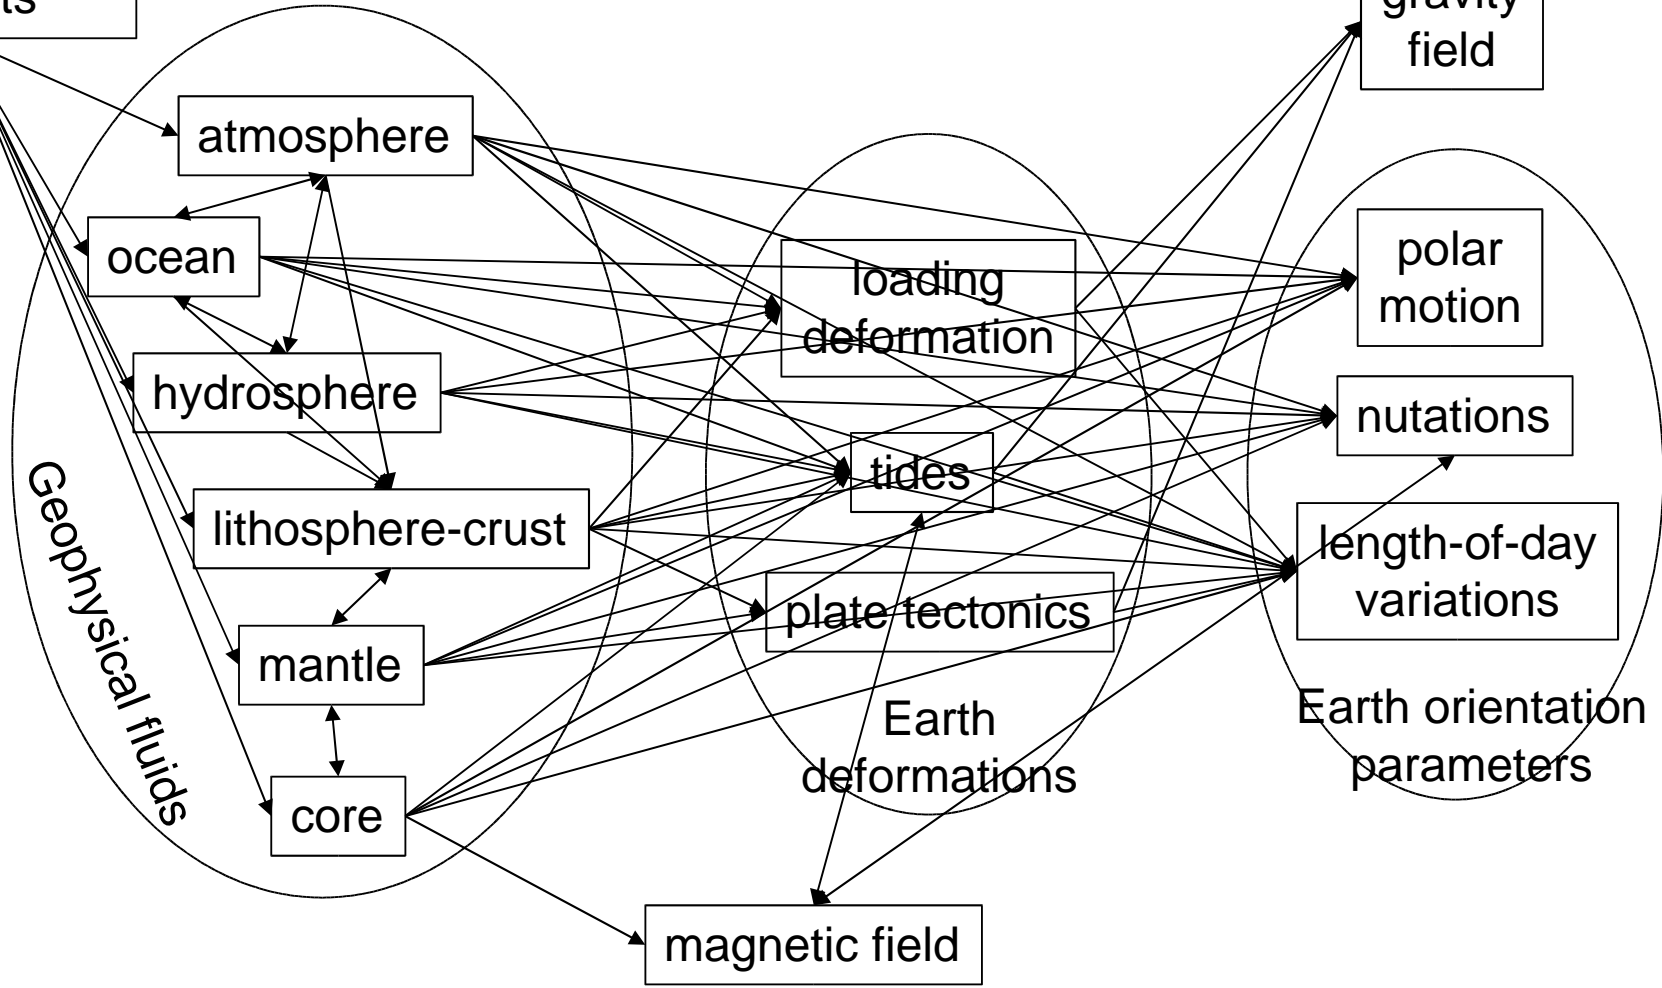 ts
gravity
field
atmosphere
ocean
hydrosphere
lithosphere-crust
mantle
core
Geophysical fluids
loading
deformation
tides
plate tectonics
Earth
deformations
polar
motion
nutations
length-of-day
variations
Earth orientation
parameters
magnetic field